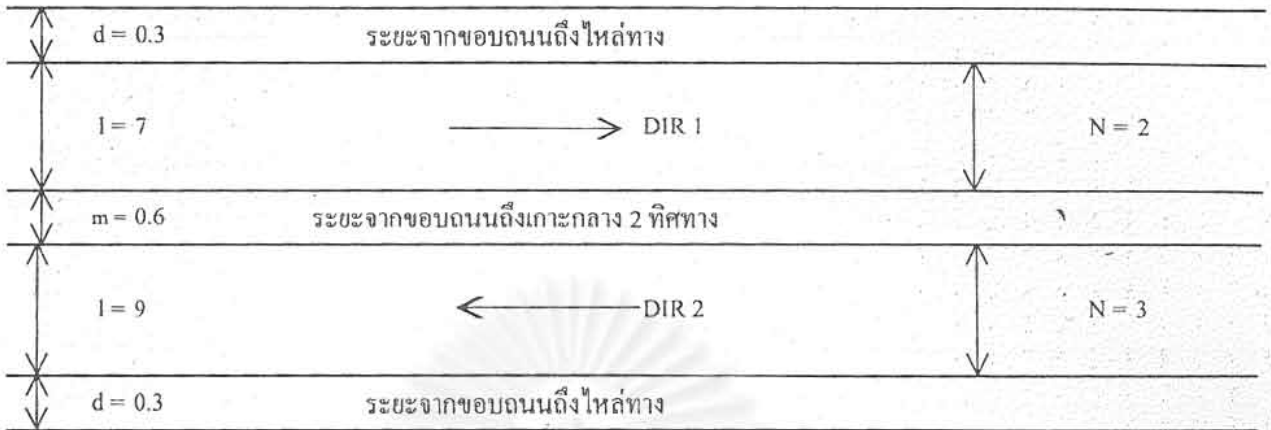 d = 0.3 ระยะจากขอบถนนถึงไหล่ทาง
l = 7 DIR 1 N = 2
m = 0.6 ระยะจากขอบถนนถึงเกาะกลาง 2 ทิศทาง
l = 9 DIR 2 N = 3
d = 0.3 ระยะจากขอบถนนถึงไหล่ทาง